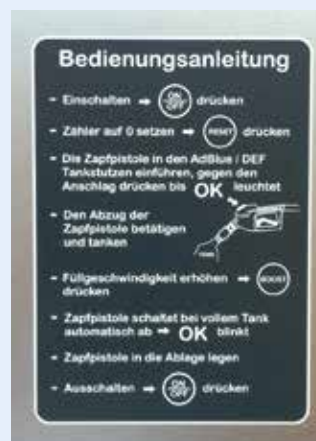 Bedienungsanleitung
- Einschalten ➡ ON OFF drücken
- Zähler auf 0 setzen ➡ RESET drücken
- Die Zapfpistole in den AdBlue / DEF
Tankstutzen einführen, gegen den
Anschlag drücken bis OK leuchtet
- Den Abzug der
Zapfpistole betätigen
und tanken
- Füllgeschwindigkeit erhöhen ➡ BOOST
drücken
- Zapfpistole schaltet bei vollem Tank
automatisch ab ➡ OK blinkt
- Zapfpistole in die Ablage legen
- Ausschalten ➡ ON OFF drücken